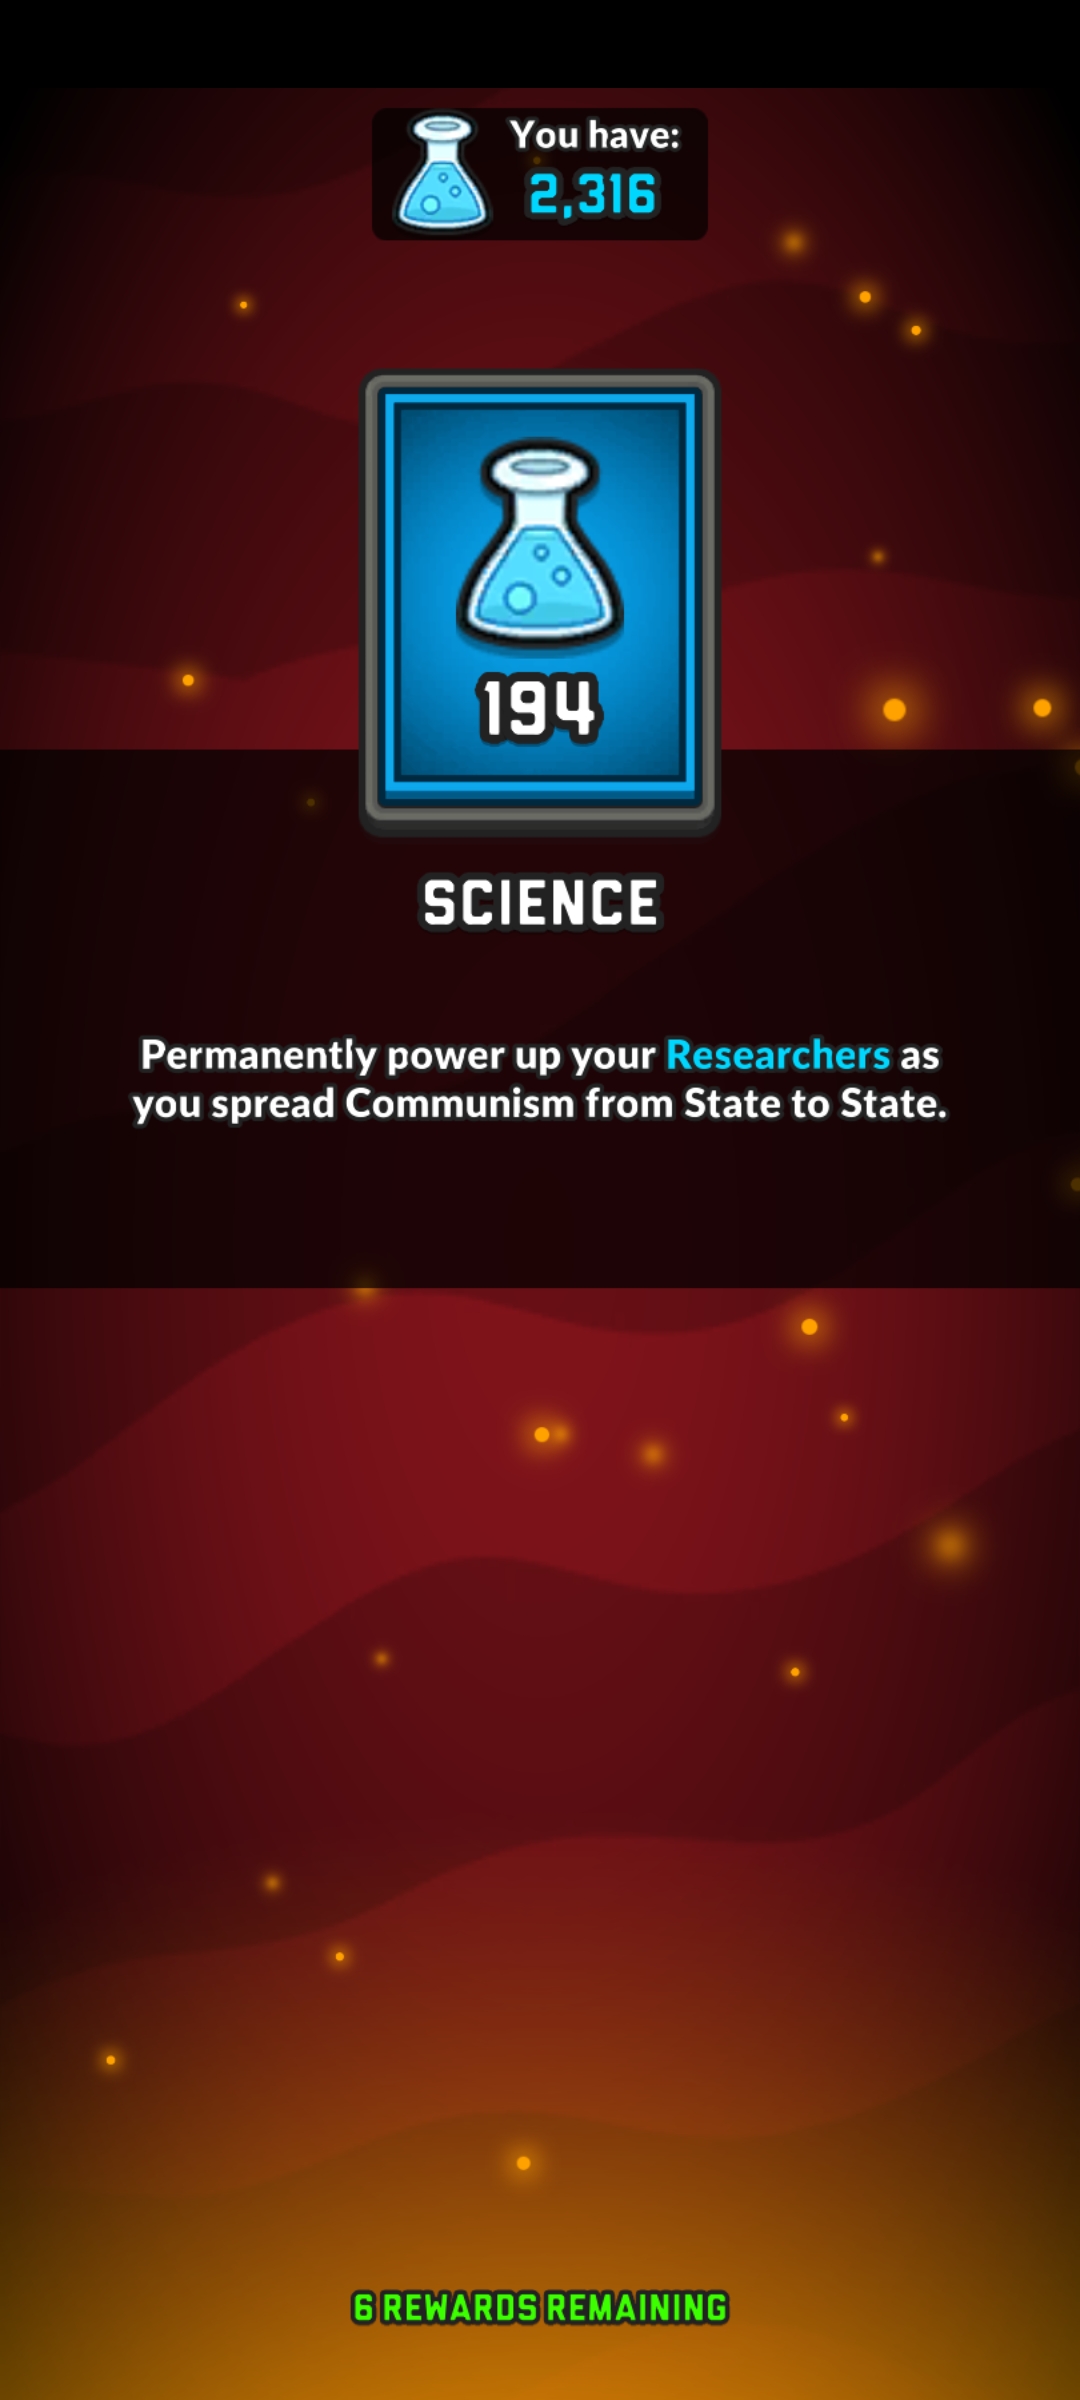 You have:
2,316
194
SCIENCE
Permanently power up your Researchers as
you spread Communism from State to State.
6 REWARDS REMAINING